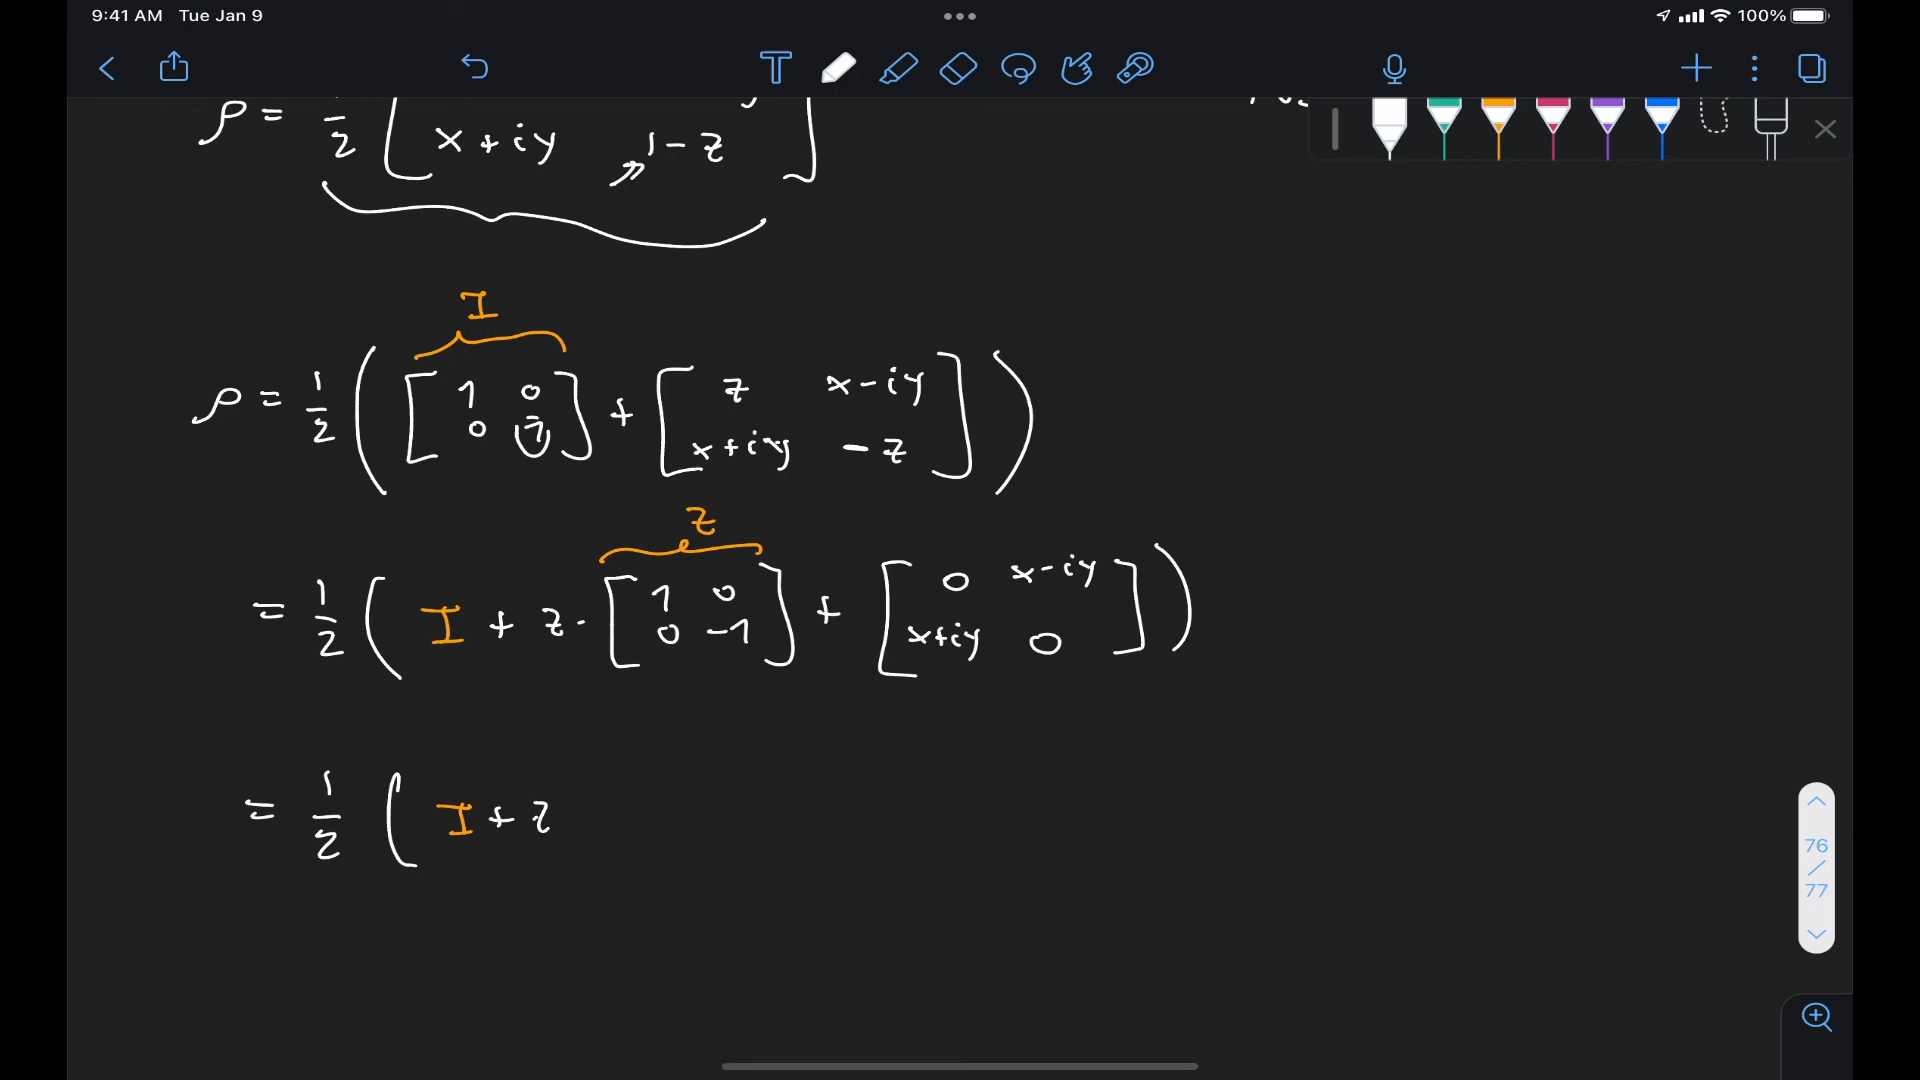 9:41 AM Tue Jan 9
100%
T
ρ = 1/2 [ x + iy 1 - z ]
I
ρ = 1/2 ( [ 1 0 ; 0 1 ] + [ z x - iy ; x + iy - z ] )
z
= 1/2 ( I + z · [ 1 0 ; 0 -1 ] + [ 0 x - iy ; x + iy 0 ] )
= 1/2 ( I + z
76
/
77